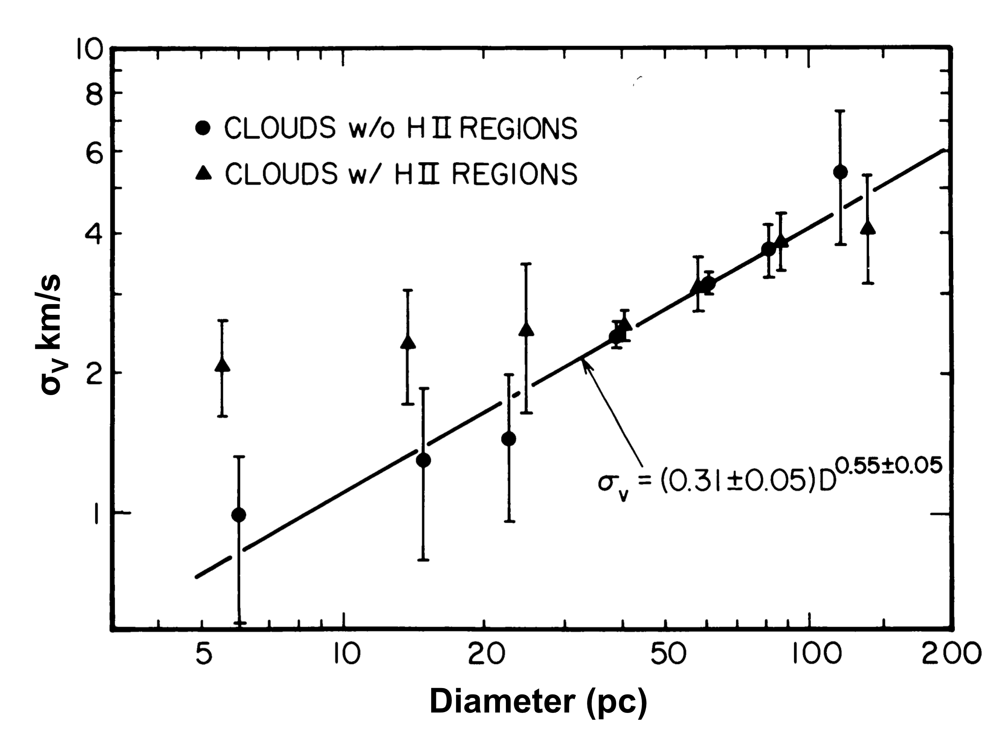 10
8
6
4
2
1
σᵥ km/s
● CLOUDS w/o H II REGIONS
▲ CLOUDS w/ H II REGIONS
σᵥ = (0.31±0.05)D^0.55±0.05
5 10 20 50 100 200
Diameter (pc)